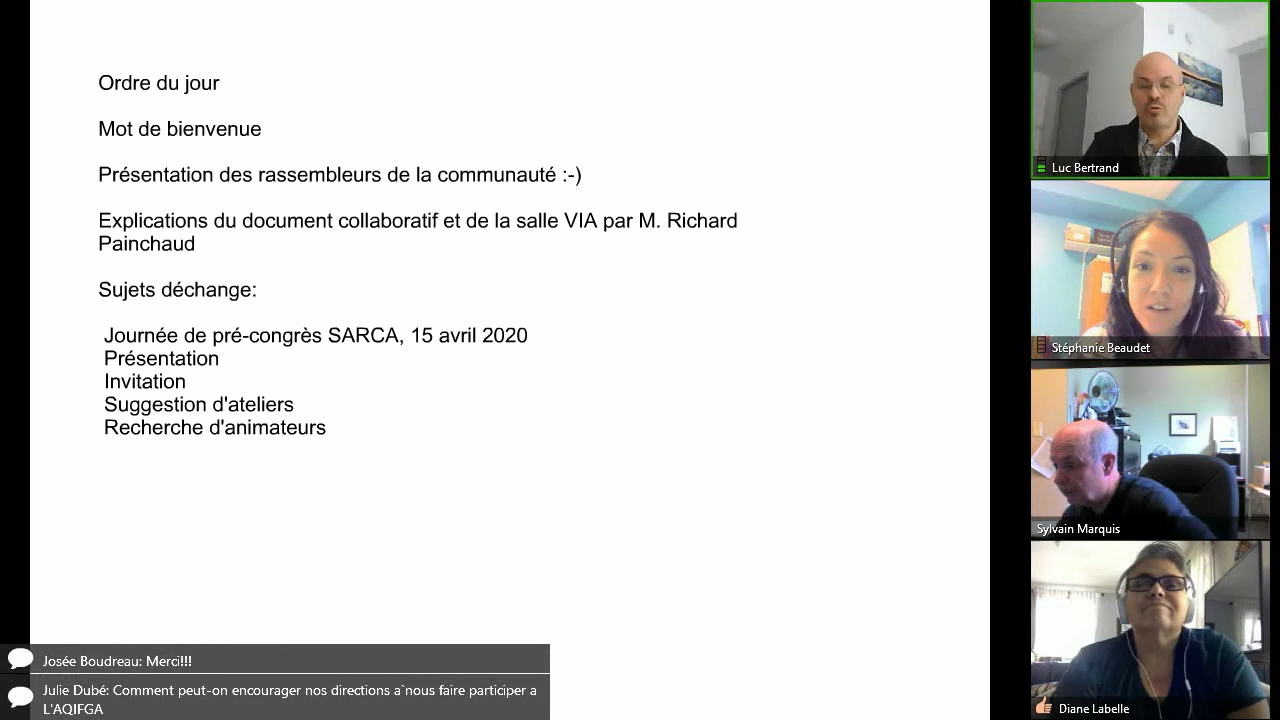 Ordre du jour
Mot de bienvenue
Présentation des rassembleurs de la communauté :-)
Explications du document collaboratif et de la salle VIA par M. Richard
Painchaud
Sujets déchange:
Journée de pré-congrès SARCA, 15 avril 2020
Présentation
Invitation
Suggestion d'ateliers
Recherche d'animateurs
Josée Boudreau: Merci!!!
Julie Dubé: Comment peut-on encourager nos directions a`nous faire participer a
L'AQIFGA
Luc Bertrand
Stéphanie Beaudet
Sylvain Marquis
Diane Labelle